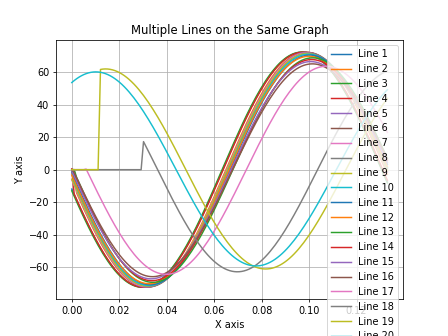 Multiple Lines on the Same Graph
Y axis
60
40
20
0
−20
−40
−60
0.00
0.02
0.04
0.06
0.08
0.10
X axis
Line 1
Line 2
Line 3
Line 4
Line 5
Line 6
Line 7
Line 8
Line 9
Line 10
Line 11
Line 12
Line 13
Line 14
Line 15
Line 16
Line 17
Line 18
Line 19
Line 20